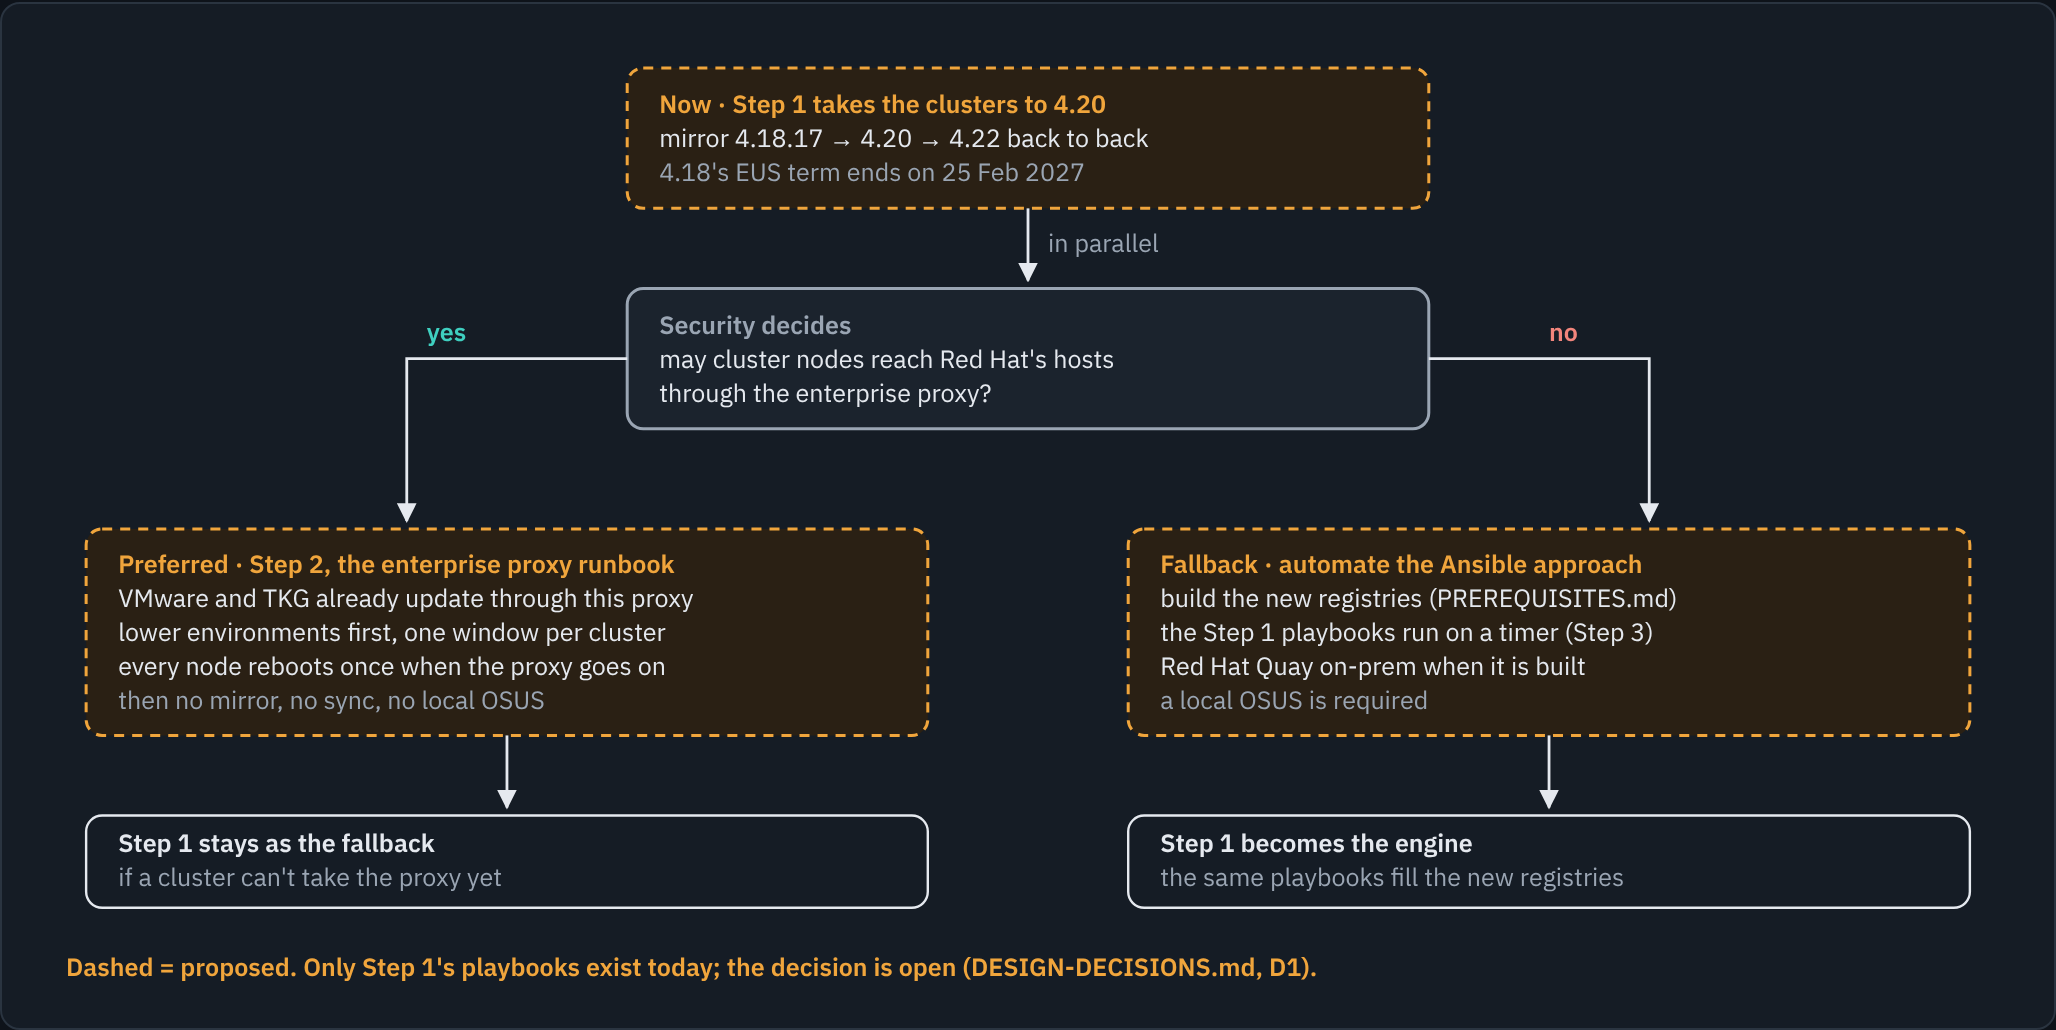 Now · Step 1 takes the clusters to 4.20
mirror 4.18.17 → 4.20 → 4.22 back to back
4.18's EUS term ends on 25 Feb 2027
in parallel
Security decides
may cluster nodes reach Red Hat's hosts
through the enterprise proxy?
yes
no
Preferred · Step 2, the enterprise proxy runbook
VMware and TKG already update through this proxy
lower environments first, one window per cluster
every node reboots once when the proxy goes on
then no mirror, no sync, no local OSUS
Fallback · automate the Ansible approach
build the new registries (PREREQUISITES.md)
the Step 1 playbooks run on a timer (Step 3)
Red Hat Quay on-prem when it is built
a local OSUS is required
Step 1 stays as the fallback
if a cluster can't take the proxy yet
Step 1 becomes the engine
the same playbooks fill the new registries
Dashed = proposed. Only Step 1's playbooks exist today; the decision is open (DESIGN-DECISIONS.md, D1).